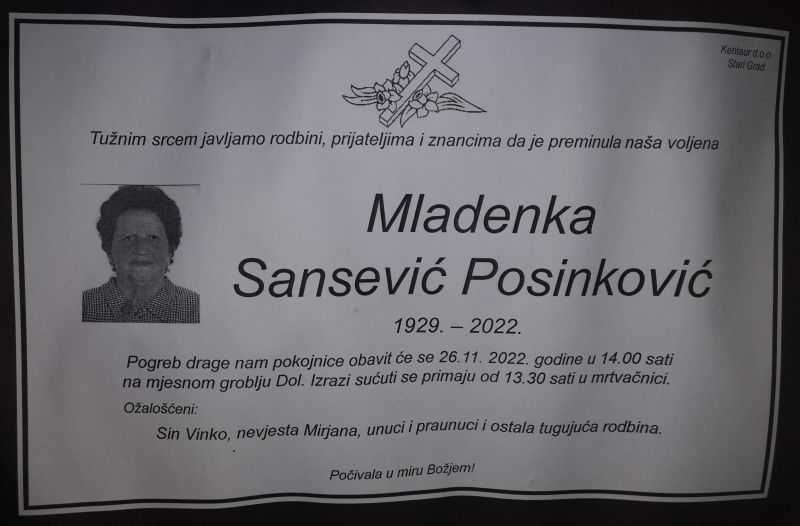 Kentaur d.o.o.
Stari Grad
Tužnim srcem javljamo rodbini, prijateljima i znancima da je preminula naša voljena
Mladenka
Sansević Posinković
1929. – 2022.
Pogreb drage nam pokojnice obavit će se 26.11. 2022. godine u 14.00 sati
na mjesnom groblju Dol. Izrazi sućuti se primaju od 13.30 sati u mrtvačnici.
Ožalošćeni:
Sin Vinko, nevjesta Mirjana, unuci i praunuci i ostala tugujuća rodbina.
Počivala u miru Božjem!